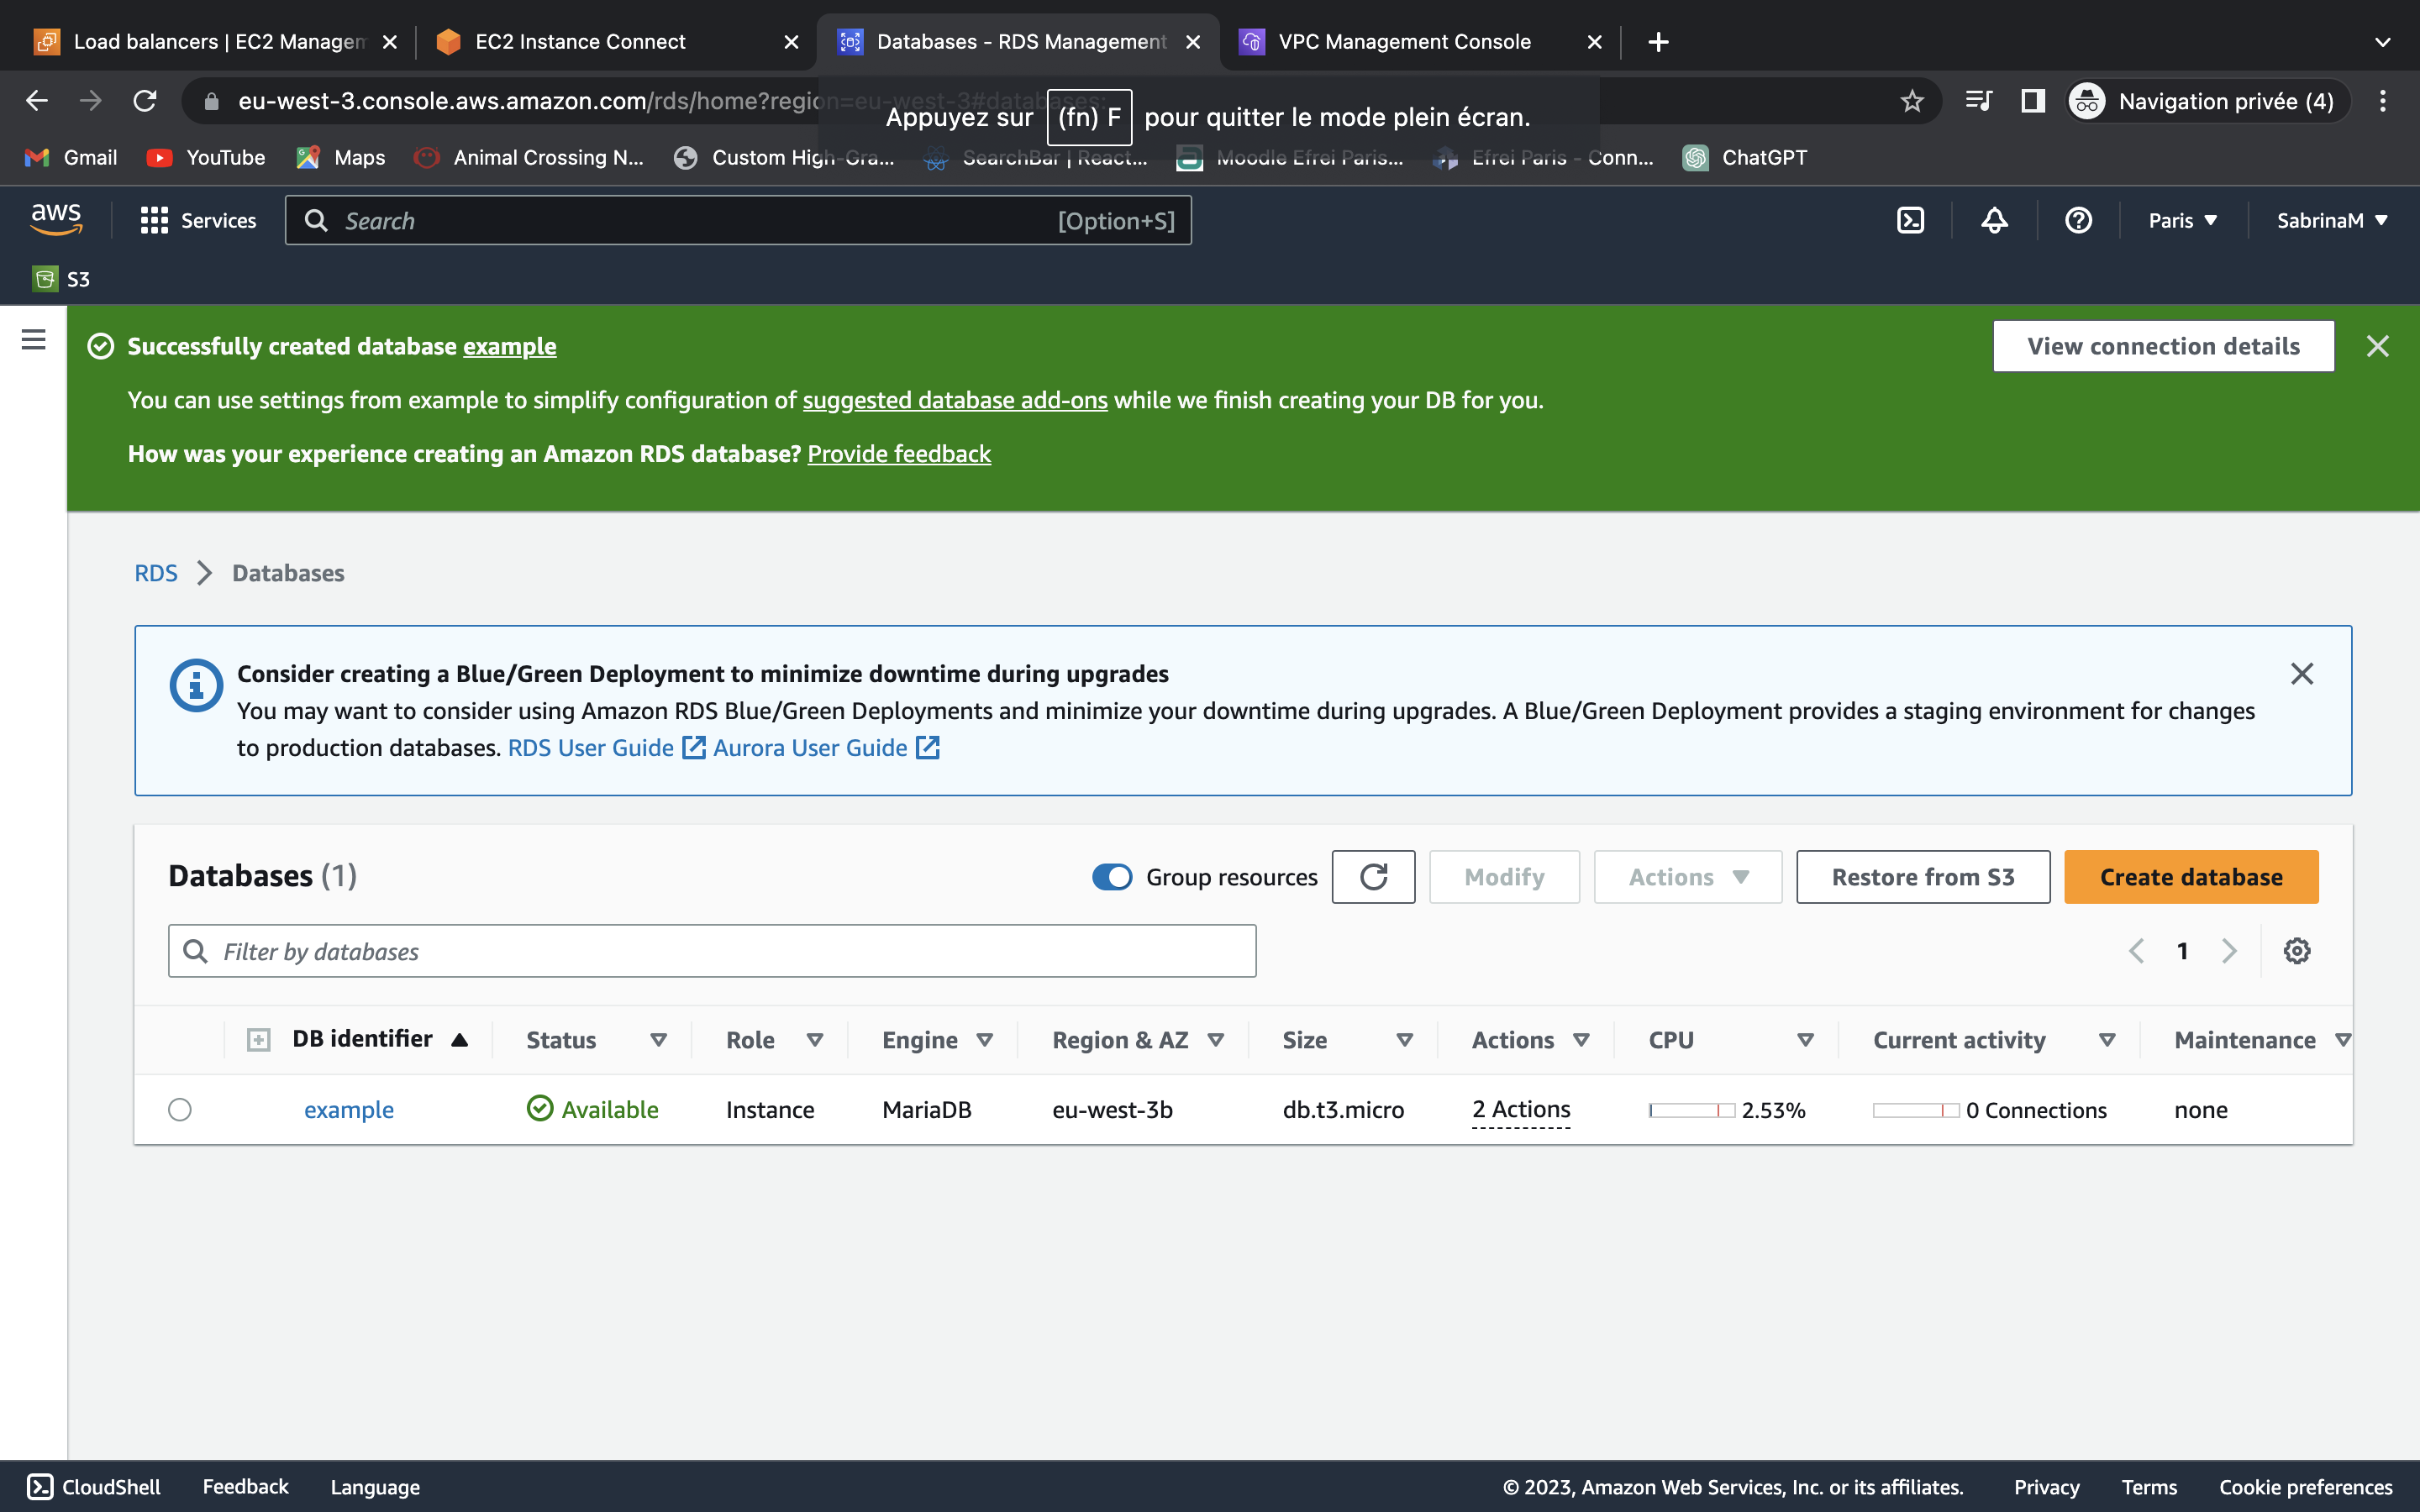 Load balancers | EC2 Managem
EC2 Instance Connect
Databases - RDS Management
VPC Management Console
eu-west-3.console.aws.amazon.com/rds/home?region=eu-west-3#databases:
Navigation privée (4)
Appuyez sur (fn) F pour quitter le mode plein écran.
Gmail
YouTube
Maps
Animal Crossing N...
Custom High-Gra...
SearchBar | React...
Moodle Efrei Paris...
Efrei Paris - Conn...
ChatGPT
aws
Services
Search
[Option+S]
Paris
SabrinaM
S3
Successfully created database example
View connection details
You can use settings from example to simplify configuration of suggested database add-ons while we finish creating your DB for you.
How was your experience creating an Amazon RDS database? Provide feedback
RDS > Databases
Consider creating a Blue/Green Deployment to minimize downtime during upgrades
You may want to consider using Amazon RDS Blue/Green Deployments and minimize your downtime during upgrades. A Blue/Green Deployment provides a staging environment for changes
to production databases. RDS User Guide Aurora User Guide
Databases (1)
Group resources
Modify
Actions
Restore from S3
Create database
Filter by databases
1
DB identifier Status Role Engine Region & AZ Size Actions CPU Current activity Maintenance
example Available Instance MariaDB eu-west-3b db.t3.micro 2 Actions 2.53% 0 Connections none
CloudShell Feedback Language © 2023, Amazon Web Services, Inc. or its affiliates. Privacy Terms Cookie preferences